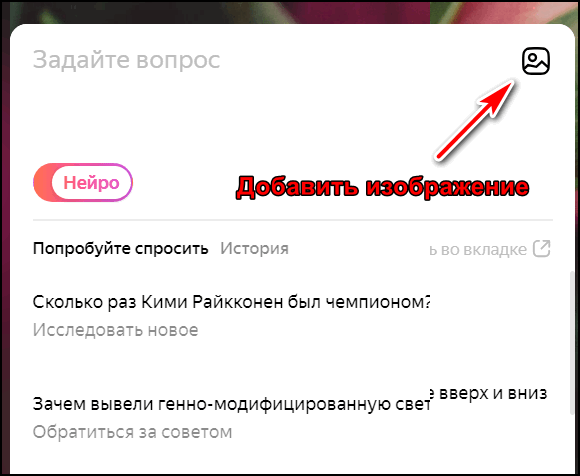 Задайте вопрос
Нейро
Добавить изображение
Попробуйте спросить История
ь во вкладке
Сколько раз Кими Райкконен был чемпионом?
Исследовать новое
Зачем вывели генно-модифицированную свет
е вверх и вниз
Обратиться за советом